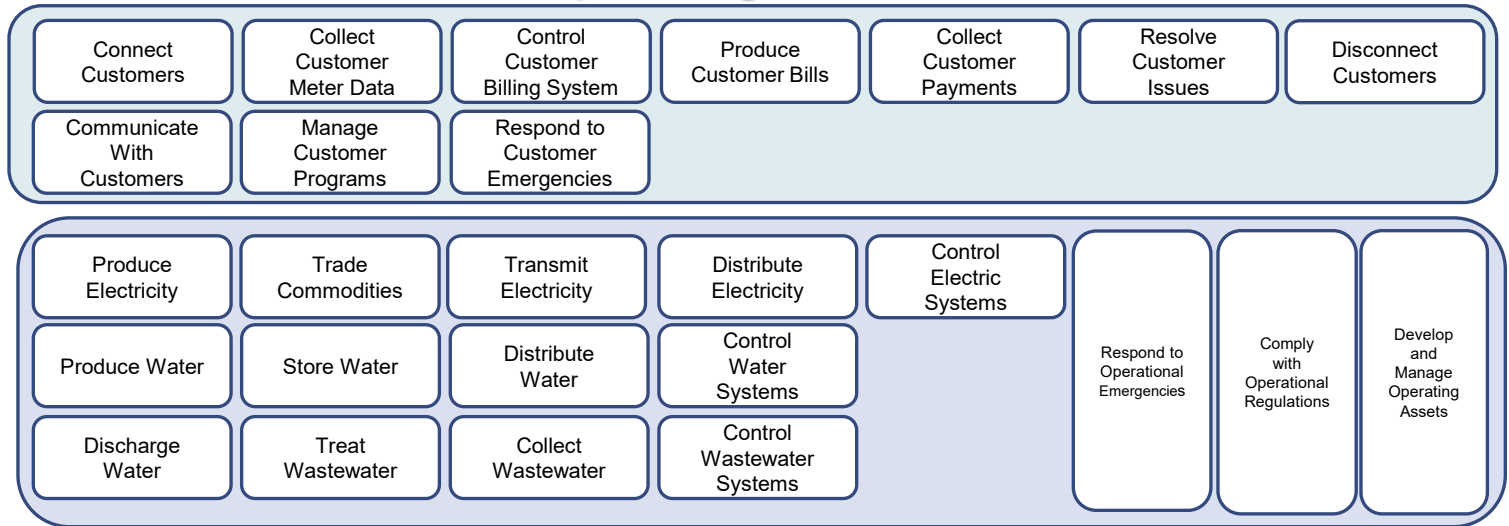 Connect
Customers
Collect
Customer
Meter Data
Control
Customer
Billing System
Produce
Customer Bills
Collect
Customer
Payments
Resolve
Customer
Issues
Disconnect
Customers
Communicate
With
Customers
Manage
Customer
Programs
Respond to
Customer
Emergencies
Produce
Electricity
Trade
Commodities
Transmit
Electricity
Distribute
Electricity
Control
Electric
Systems
Produce Water
Store Water
Distribute
Water
Control
Water
Systems
Discharge
Water
Treat
Wastewater
Collect
Wastewater
Control
Wastewater
Systems
Respond to
Operational
Emergencies
Comply
with
Operational
Regulations
Develop
and
Manage
Operating
Assets